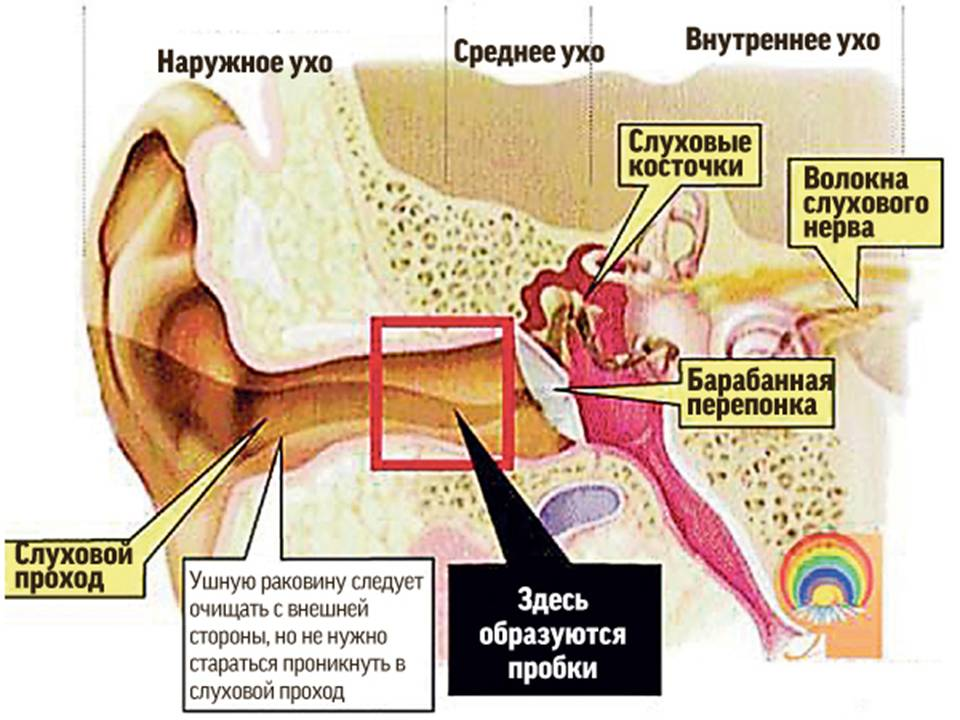 Наружное ухо
Среднее ухо
Внутреннее ухо
Слуховые
косточки
Волокна
слухового
нерва
Барабанная
перепонка
Слуховой
проход
Ушную раковину следует
очищать с внешней
стороны, но не нужно
стараться проникнуть в
слуховой проход
Здесь
образуются
пробки